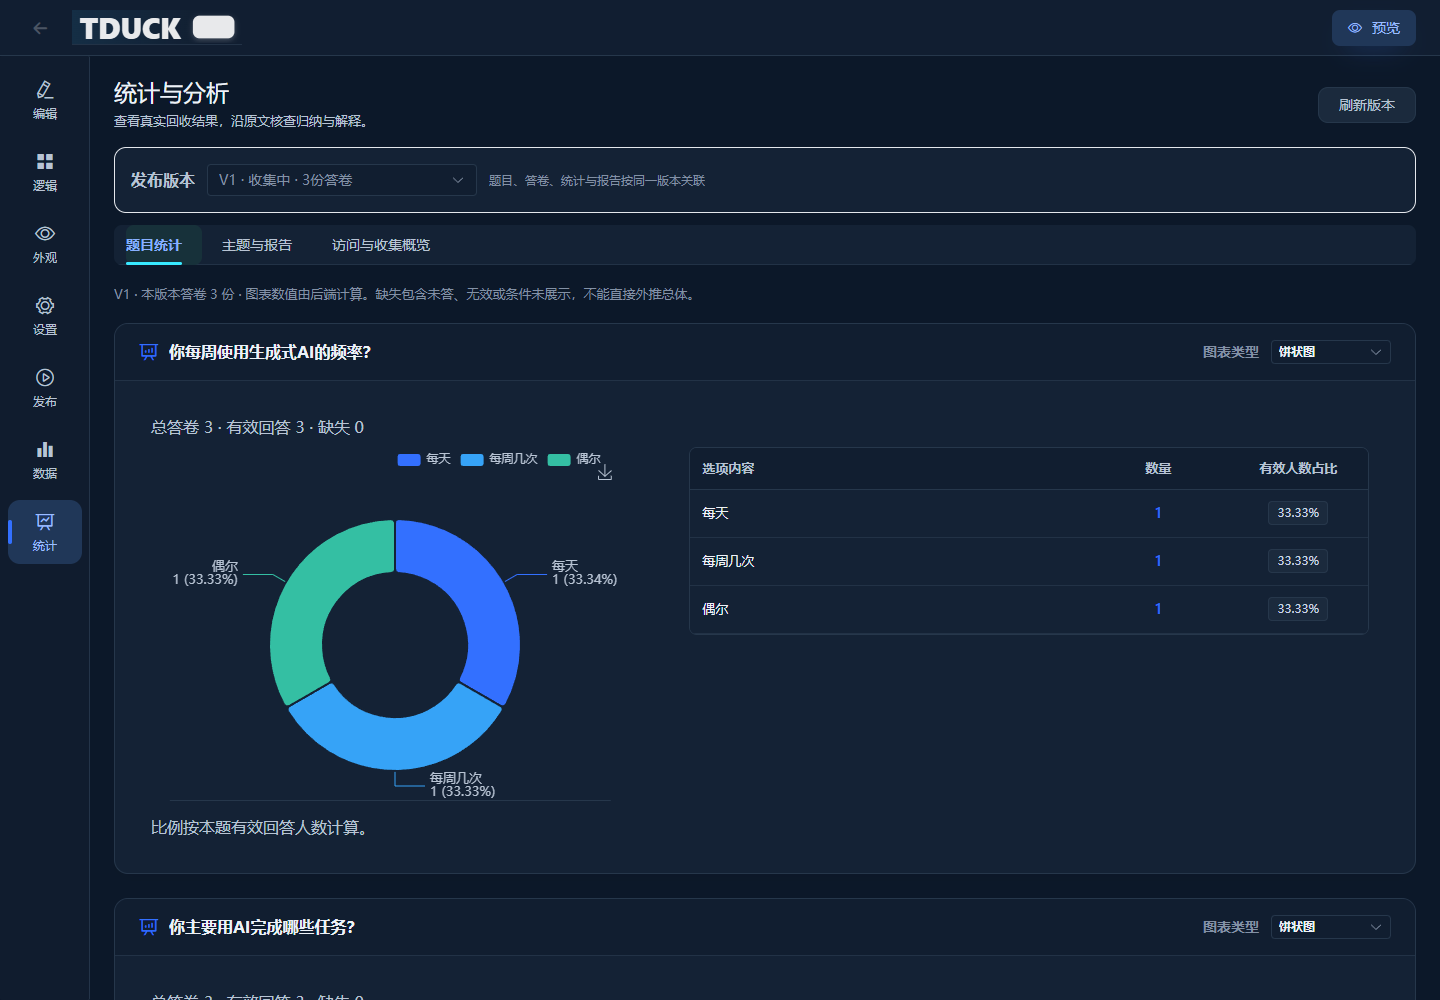 TDUCK
预览
编辑
逻辑
外观
设置
发布
数据
统计
统计与分析
查看真实回收结果，沿原文核查归纳与解释。
刷新版本
发布版本
V1 · 收集中 · 3份答卷
题目、答卷、统计与报告按同一版本关联
题目统计
主题与报告
访问与收集概览
V1 · 本版本答卷 3 份 · 图表数值由后端计算。缺失包含未答、无效或条件未展示，不能直接外推总体。
你每周使用生成式AI的频率?
图表类型
饼状图
总答卷 3 · 有效回答 3 · 缺失 0
每天
每周几次
偶尔
偶尔
1 (33.33%)
每天
1 (33.34%)
每周几次
1 (33.33%)
选项内容 数量 有效人数占比
每天 1 33.33%
每周几次 1 33.33%
偶尔 1 33.33%
比例按本题有效回答人数计算。
你主要用AI完成哪些任务?
图表类型
饼状图
总答卷 3 · 有效回答 3 · 缺失 0